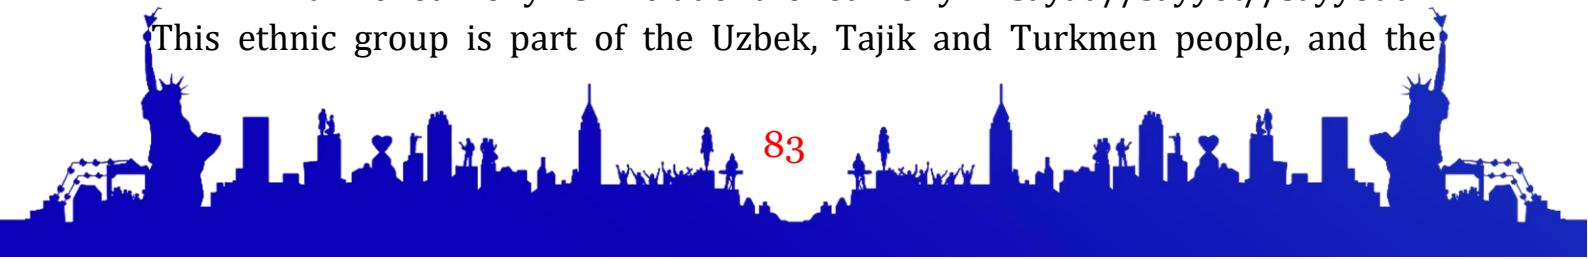 This ethnic group is part of the Uzbek, Tajik and Turkmen people, and the
83